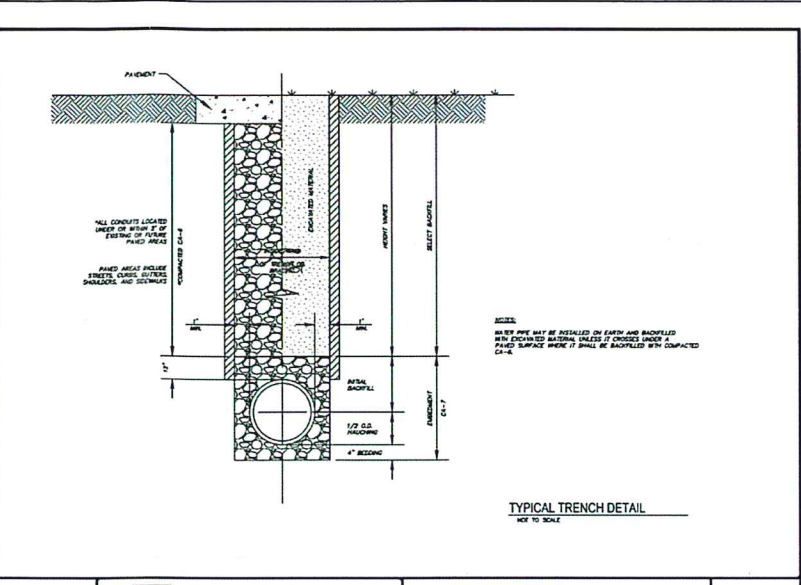 PAVEMENT
EXCAVATED MATERIAL
HEIGHT VARIES
SELECT BACKFILL
*ALL CONDUITS LOCATED
UNDER OR WITHIN 2' OF
EXISTING OR FUTURE
PAVED AREAS
PAVED AREAS INCLUDE
STREETS, CURBS, GUTTERS,
SHOULDERS, AND SIDEWALKS
*COMPACTED CA-6
1"
MIN.
1"
MIN.
12"
INITIAL
BACKFILL
1/2 O.D.
HAUCHING
4" BEDDING
EMBEDMENT
CA-7
NOTES:
WATER PIPE MAY BE INSTALLED ON EARTH AND BACKFILLED
WITH EXCAVATED MATERIAL UNLESS IT CROSSES UNDER A
PAVED SURFACE WHERE IT SHALL BE BACKFILLED WITH COMPACTED
CA-6.
TYPICAL TRENCH DETAIL
NOT TO SCALE